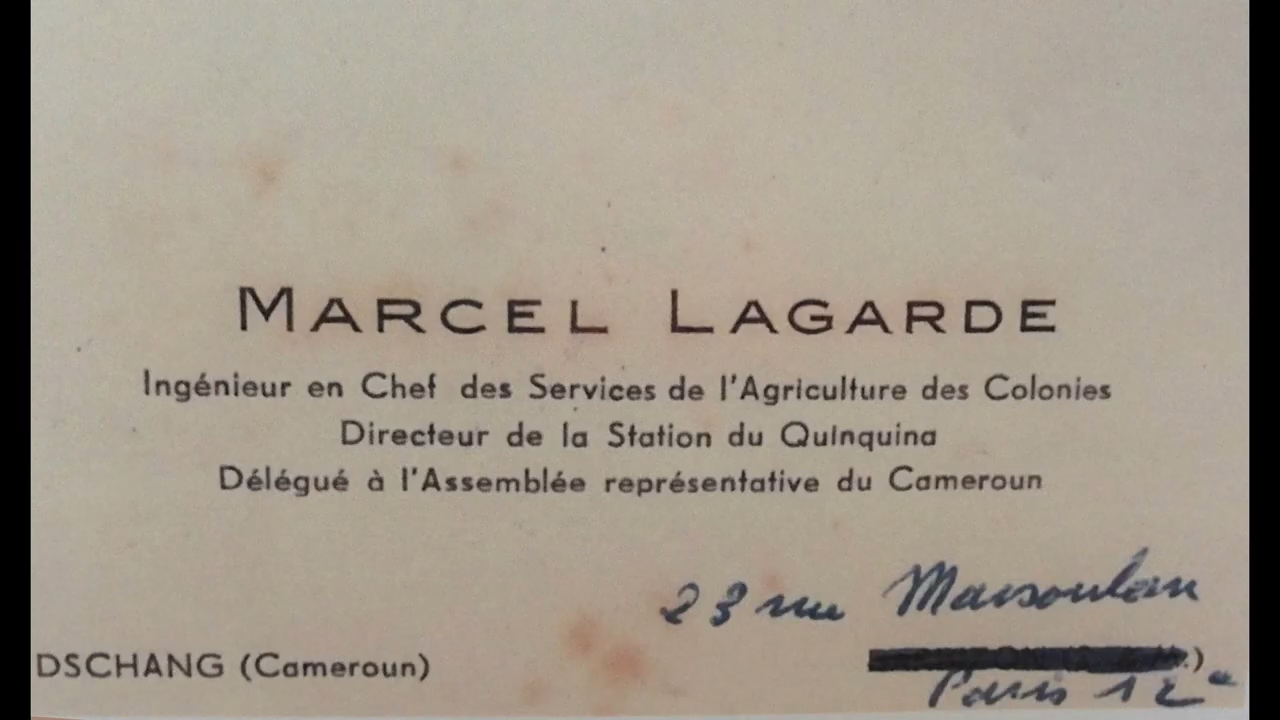 MARCEL LAGARDE
Ingénieur en Chef des Services de l'Agriculture des Colonies
Directeur de la Station du Quinquina
Délégué à l'Assemblée représentative du Cameroun
23 rue Marsoulan
DSCHANG (Cameroun)
Paris 12e